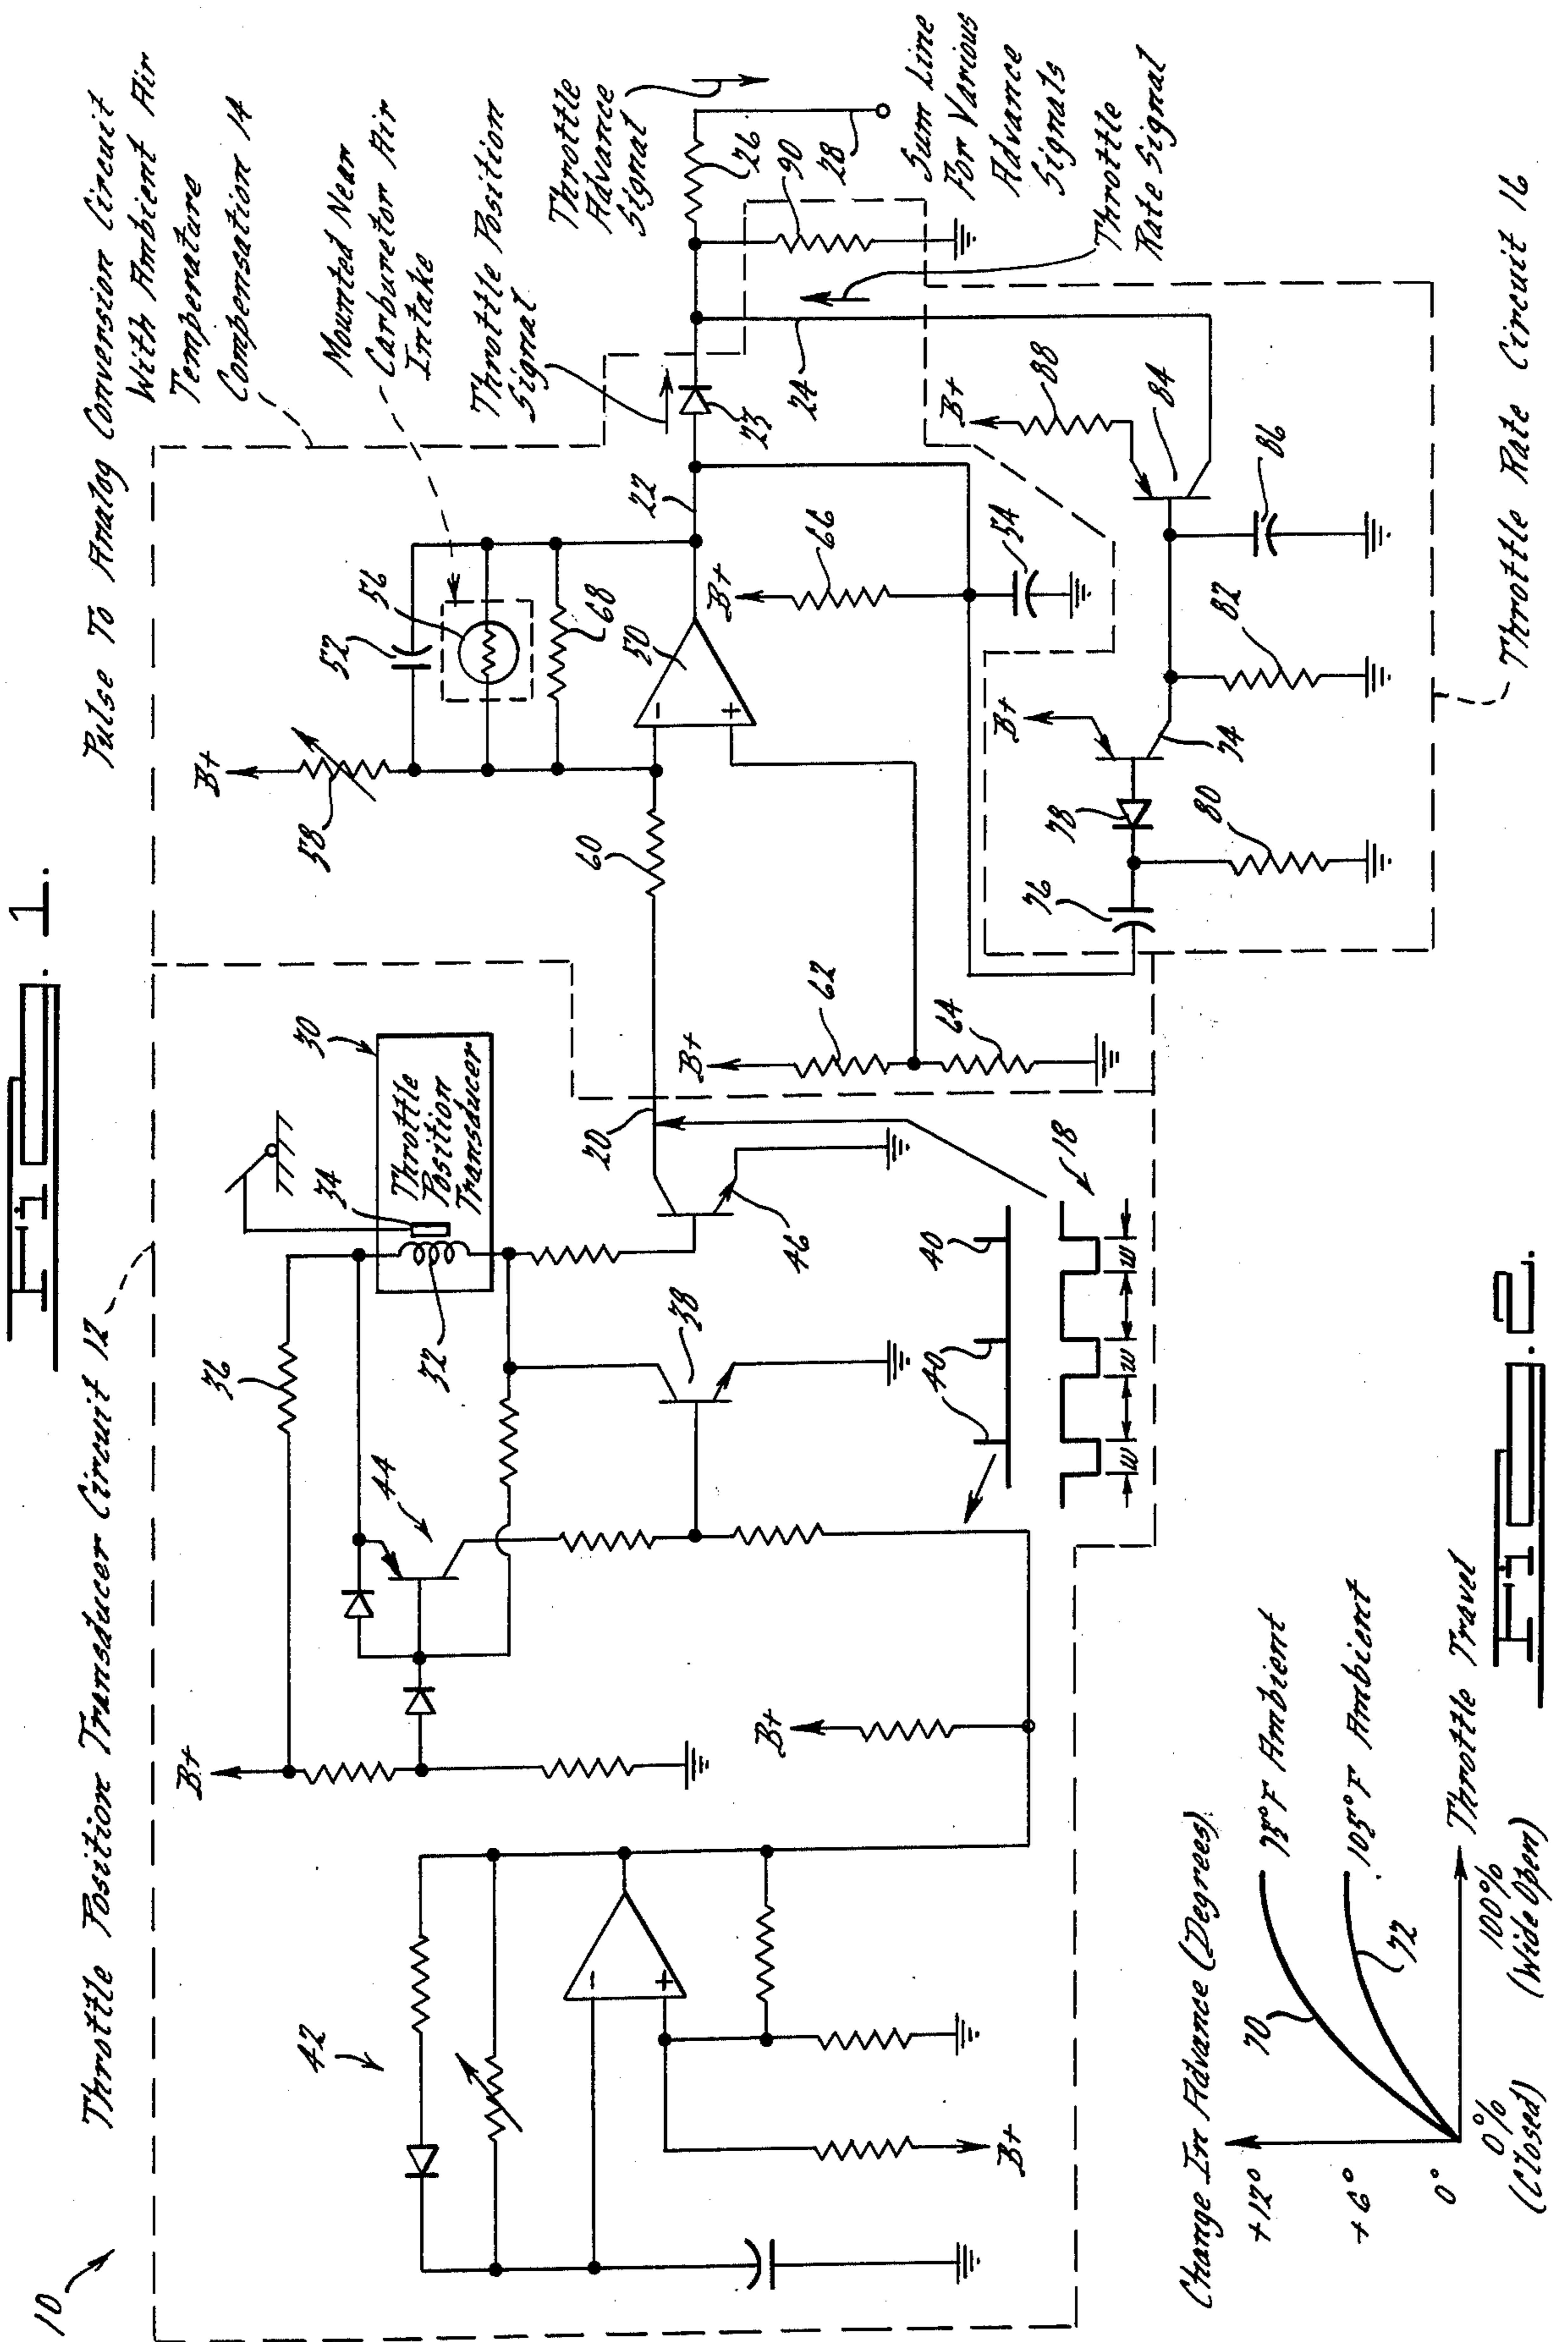 Fig. 1.
10
Throttle Position Transducer Circuit 12
Pulse To Analog Conversion Circuit
With Ambient Air
Temperature
Compensation 14
Mounted Near
Carburetor Air
Intake
Throttle Position
Signal
Throttle
Advance
Signal
Sum Line
For Various
Advance
Signals
Throttle
Rate Signal
Throttle Rate Circuit 16
30
Throttle
Position
Transducer
34
32
36
44
38
46
42
B+
B+
B+
40
40
18
w
w
w
20
B+
62
64
60
B+
58
52
56
68
50
-
+
-
+
B+
66
54
22
23
24
26
90
28
76
78
80
B+
74
82
84
86
88
B+
Change In Advance (Degrees)
+12°
+6°
0°
70
72
75°F Ambient
105°F Ambient
Throttle Travel
0%
(Closed)
100%
(Wide Open)
Fig. 2.